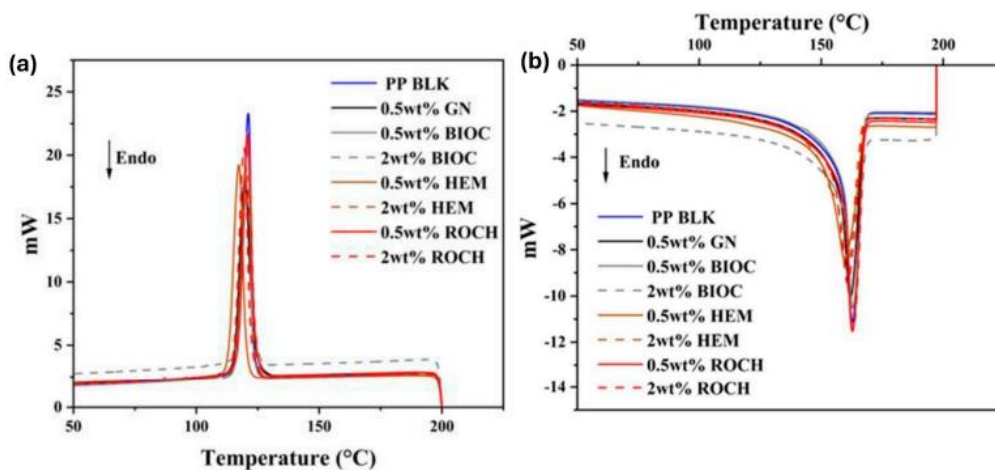 (a)
25
20
15
10
5
0
mW
Endo
PP BLK
0.5wt% GN
0.5wt% BIOC
2wt% BIOC
0.5wt% HEM
2wt% HEM
0.5wt% ROCH
2wt% ROCH
50 100 150 200
Temperature (°C)
Temperature (°C)
50 100 150 200
(b)
0
-2
-4
-6
-8
-10
-12
-14
mW
Endo
PP BLK
0.5wt% GN
0.5wt% BIOC
2wt% BIOC
0.5wt% HEM
2wt% HEM
0.5wt% ROCH
2wt% ROCH